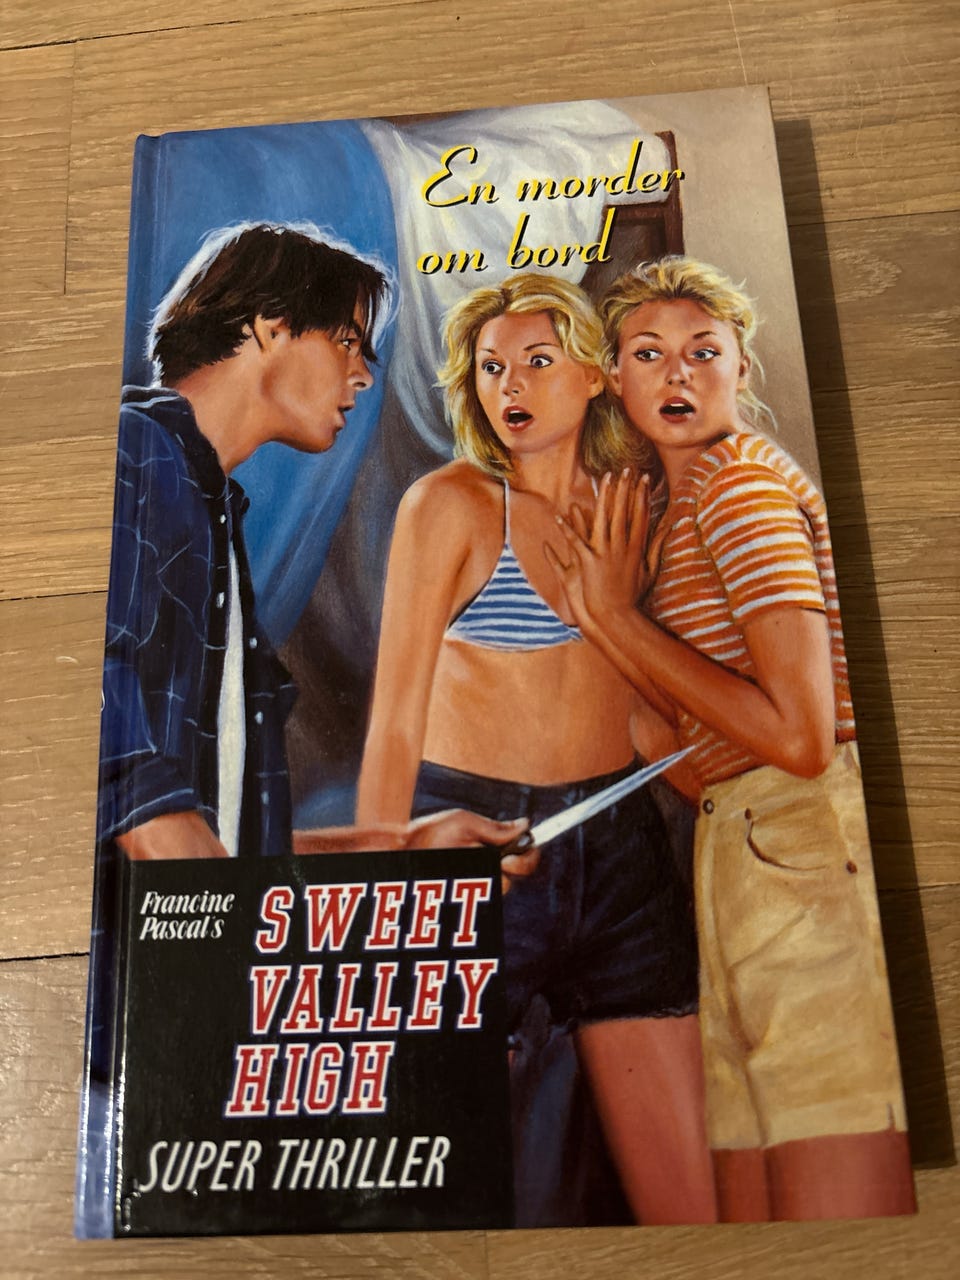 En morder
om bord
Francine
Pascal's
SWEET
VALLEY
HIGH
SUPER THRILLER